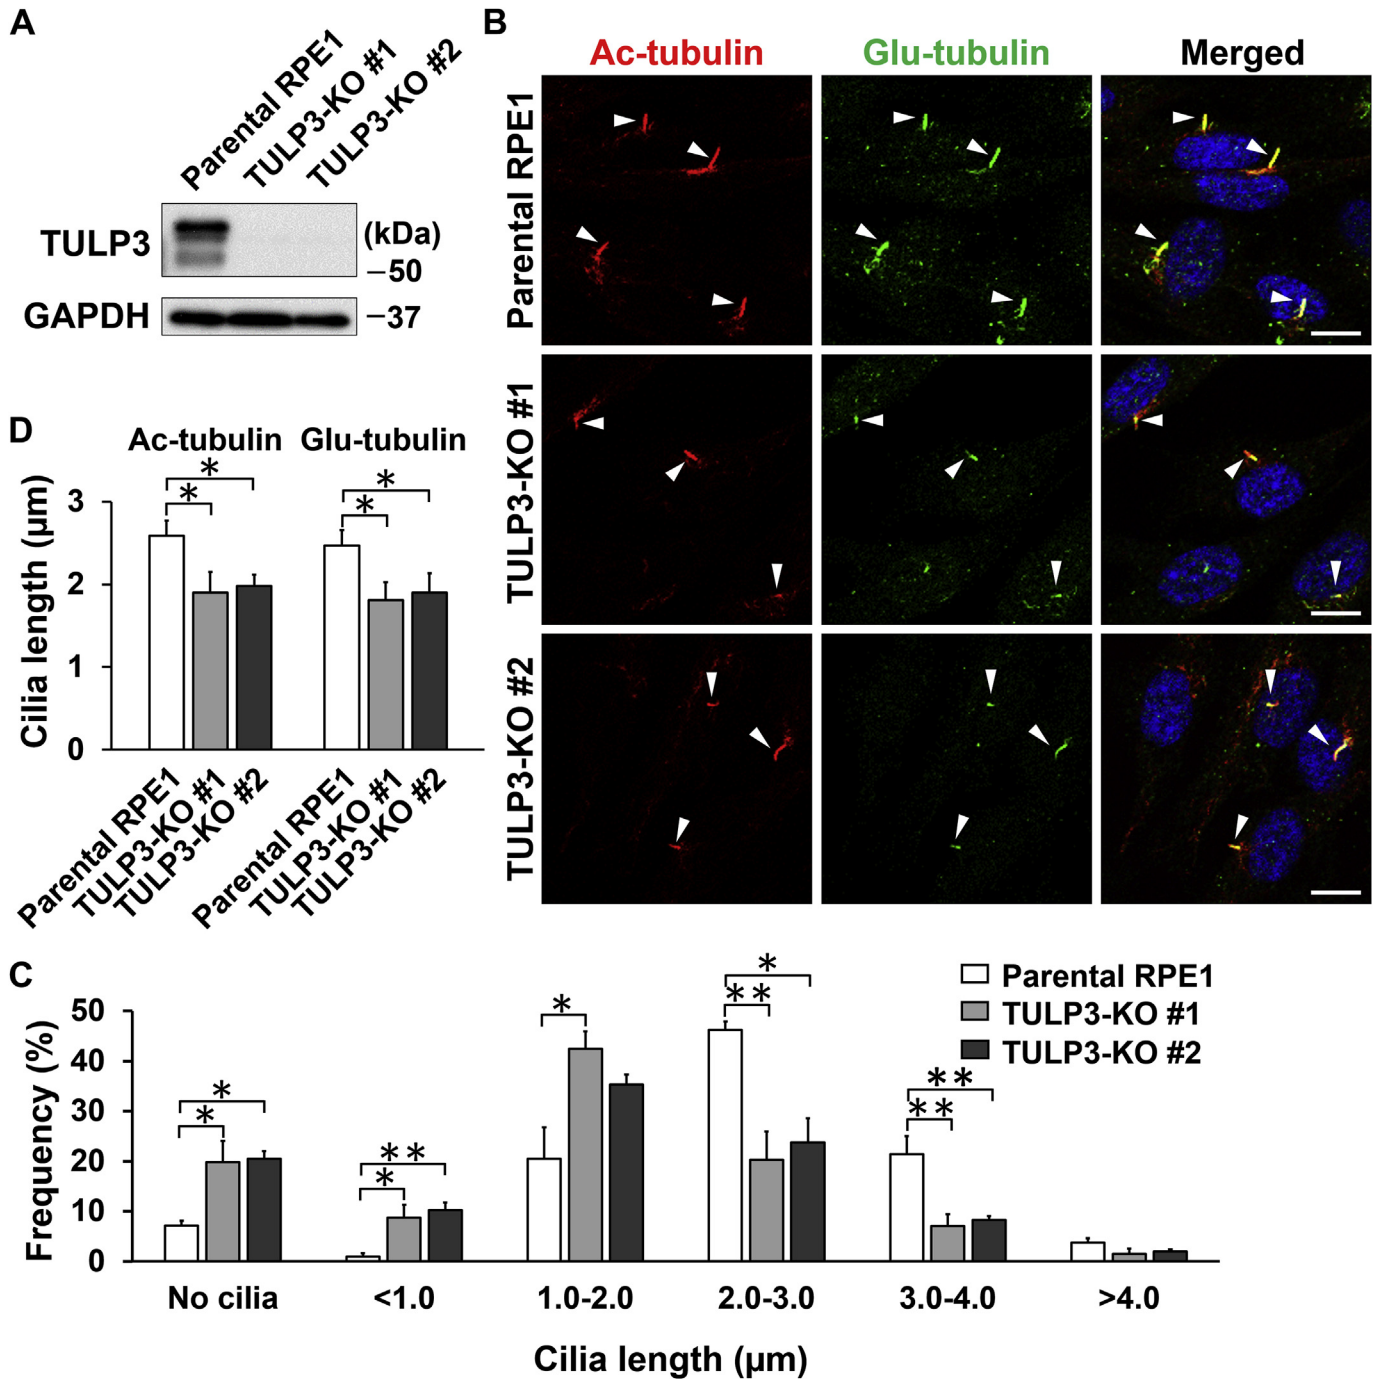 A
Parental RPE1
TULP3-KO #1
TULP3-KO #2
TULP3
(kDa)
–50
GAPDH
–37
B
Ac-tubulin
Glu-tubulin
Merged
Parental RPE1
TULP3-KO #1
TULP3-KO #2
D
Ac-tubulin
Glu-tubulin
*
*
*
*
Cilia length (μm)
3
2
1
0
Parental RPE1
TULP3-KO #1
TULP3-KO #2
Parental RPE1
TULP3-KO #1
TULP3-KO #2
C
Parental RPE1
TULP3-KO #1
TULP3-KO #2
Frequency (%)
50
40
30
20
10
0
*
*
**
*
*
*
**
**
**
No cilia
<1.0
1.0-2.0
2.0-3.0
3.0-4.0
>4.0
Cilia length (μm)